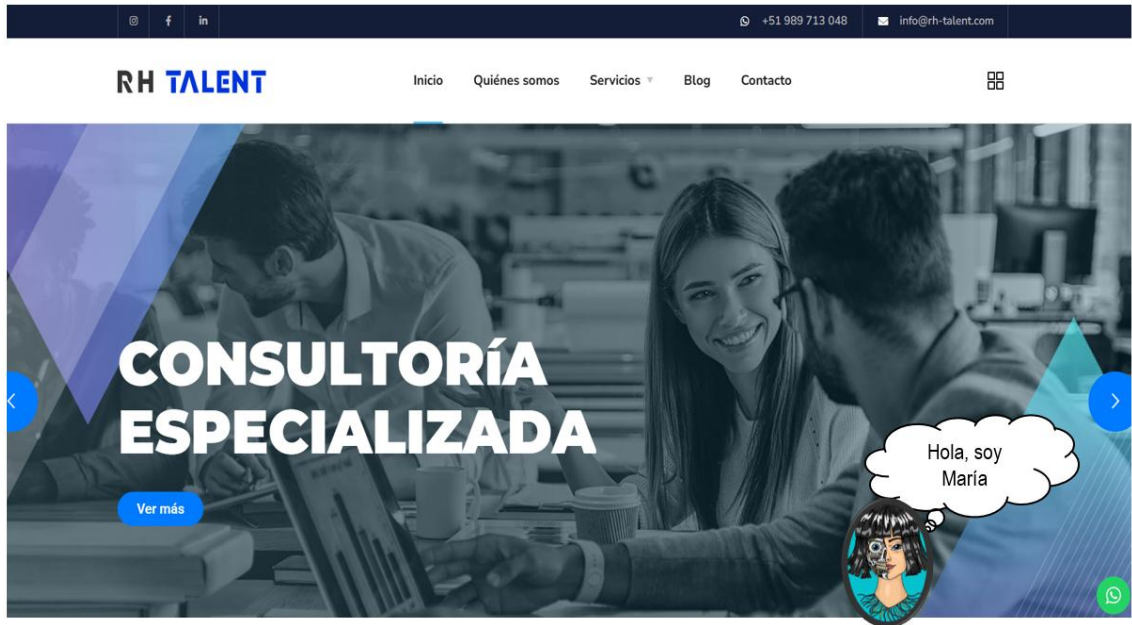 +51 989 713 048 info@rh-talent.com
RH TALENT
Inicio Quiénes somos Servicios Blog Contacto
CONSULTORíA
ESPECIALIZADA
Ver más
Hola, soy
María